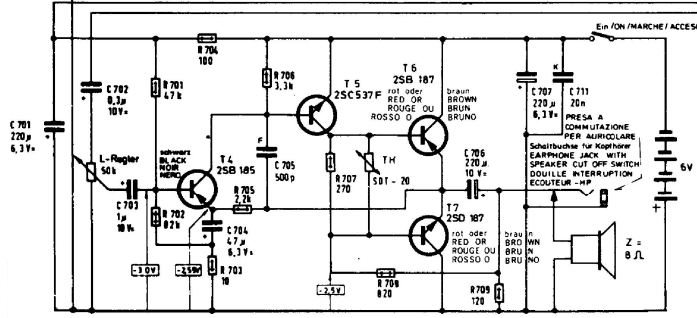 Ein/ON/MARCHE/ACCESO
R 704
100
C 701
220µ
6,3V=
C 702
0,3µ
10V=
L-Regler
50k
C 703
1µ
10V=
R 701
47k
schwarz
BLACK
NOIR
NERO
R 702
82k
-3,0V
T 4
2SB 185
-2,59V
C 704
47µ
6,3V=
R 703
10
R 705
2,2k
R 706
3,3k
F
C 705
500p
T 5
2SC537F
T 6
2SB 187
rot oder
RED OR
ROUGE OU
ROSSO O
braun
BROWN
BRUN
BRUNO
R 707
270
TH
SDT-20
-2,5V
R 708
820
T 7
2SD 187
rot oder
RED OR
ROUGE OU
ROSSO O
braun
BROWN
BRUN
BRUNO
C 706
220µ
10V=
R 709
120
C 707
220µ
6,3V=
K
C 711
20n
PRESA A
COMMUTAZIONE
PER AURICOLARE
Schaltbuchse für Kopfhörer
EARPHONE JACK WITH
SPEAKER CUT OFF SWITCH
DOUILLE INTERRUPTION
ECOUTEUR -HP
Z =
8 Ω
6V